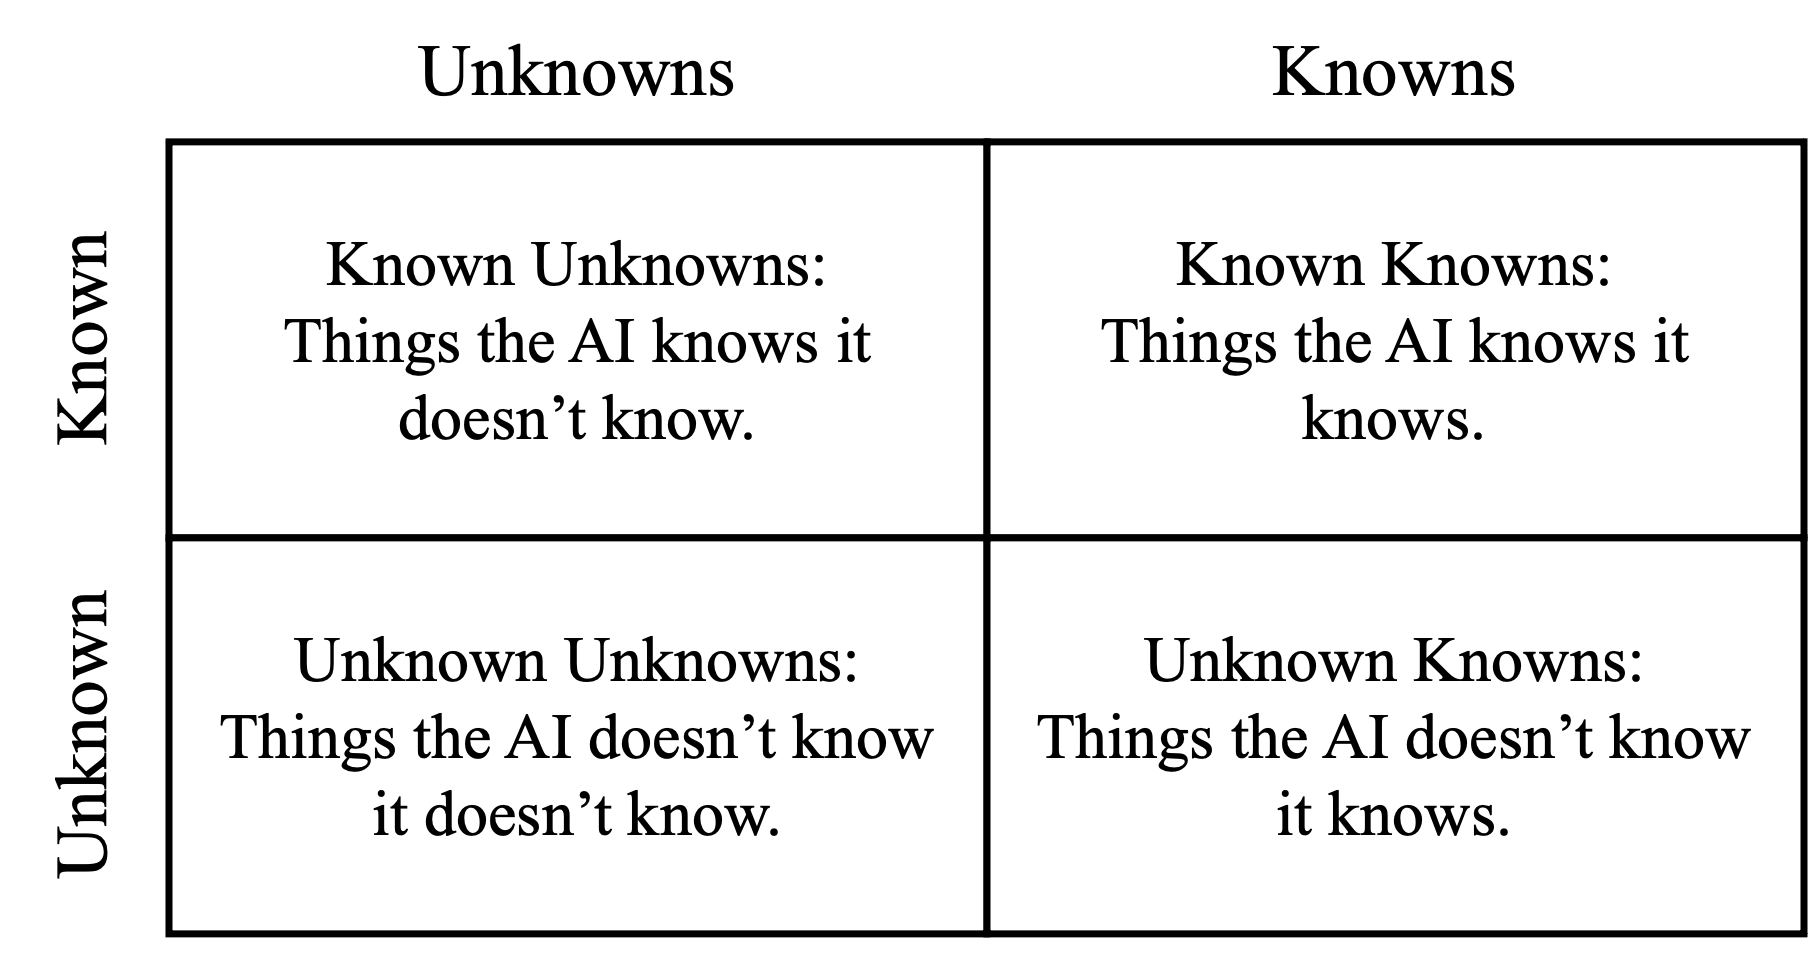 Unknowns
Knowns
Known
Known Unknowns:
Things the AI knows it
doesn’t know.
Known Knowns:
Things the AI knows it
knows.
Unknown
Unknown Unknowns:
Things the AI doesn’t know
it doesn’t know.
Unknown Knowns:
Things the AI doesn’t know
it knows.